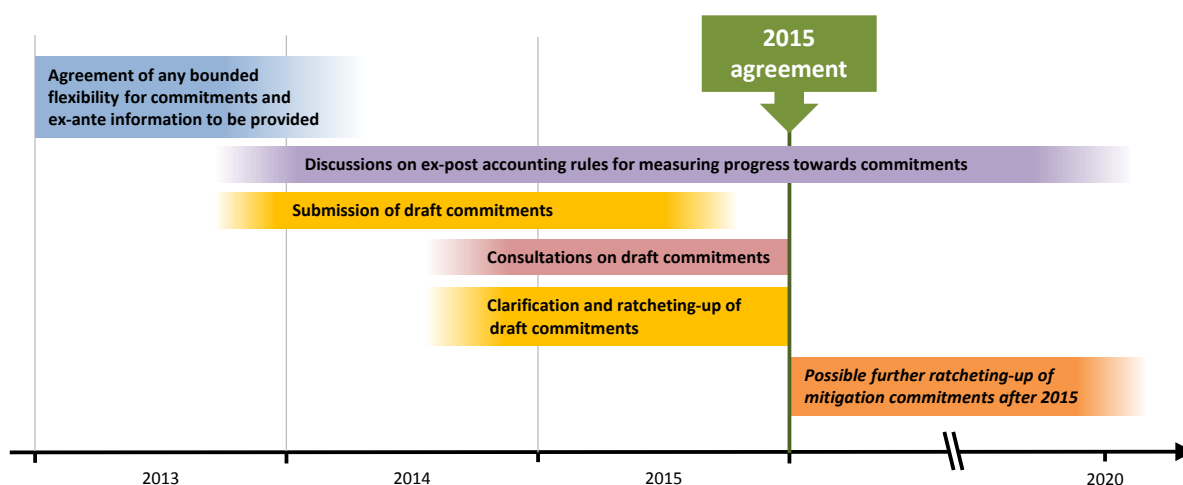 2015
agreement
Agreement of any bounded
flexibility for commitments and
ex-ante information to be provided
Discussions on ex-post accounting rules for measuring progress towards commitments
Submission of draft commitments
Consultations on draft commitments
Clarification and ratcheting-up of
draft commitments
Possible further ratcheting-up of
mitigation commitments after 2015
2013
2014
2015
2020